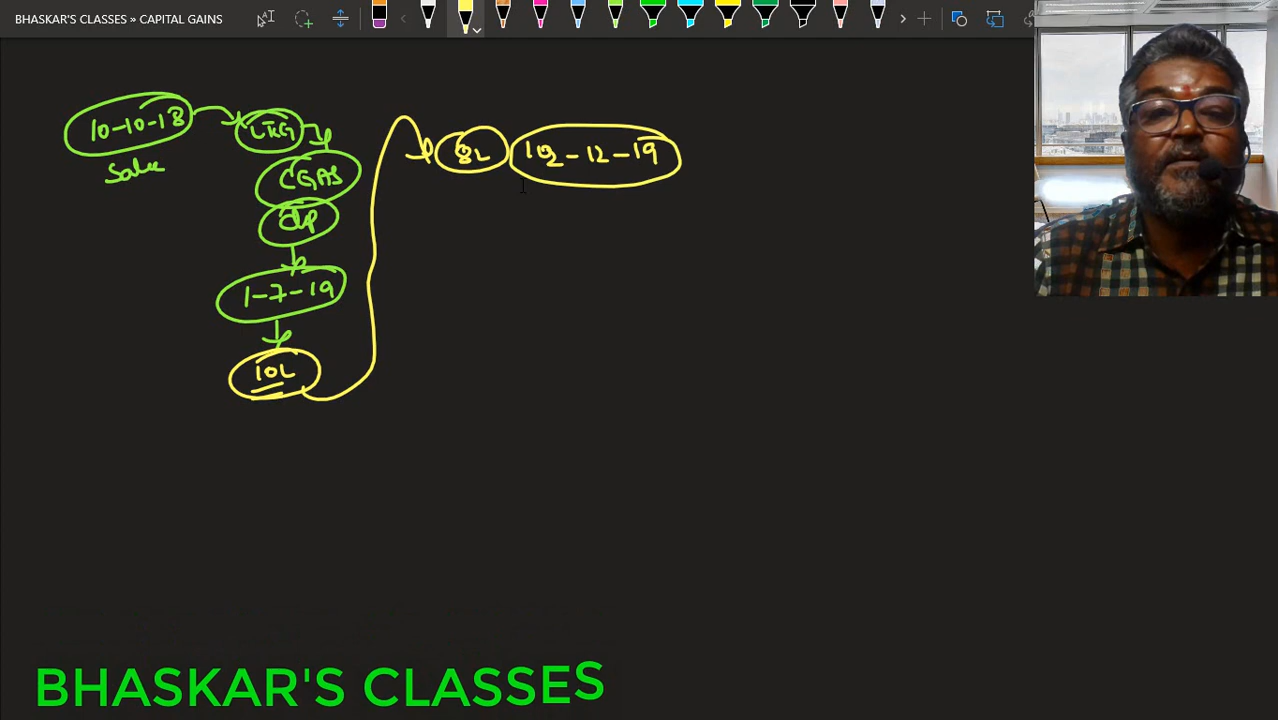 BHASKAR'S CLASSES » CAPITAL GAINS
10-10-18
Sale
LTCG
CGAS
dep
1-7-19
10L
8L
10-12-19
BHASKAR'S CLASSES